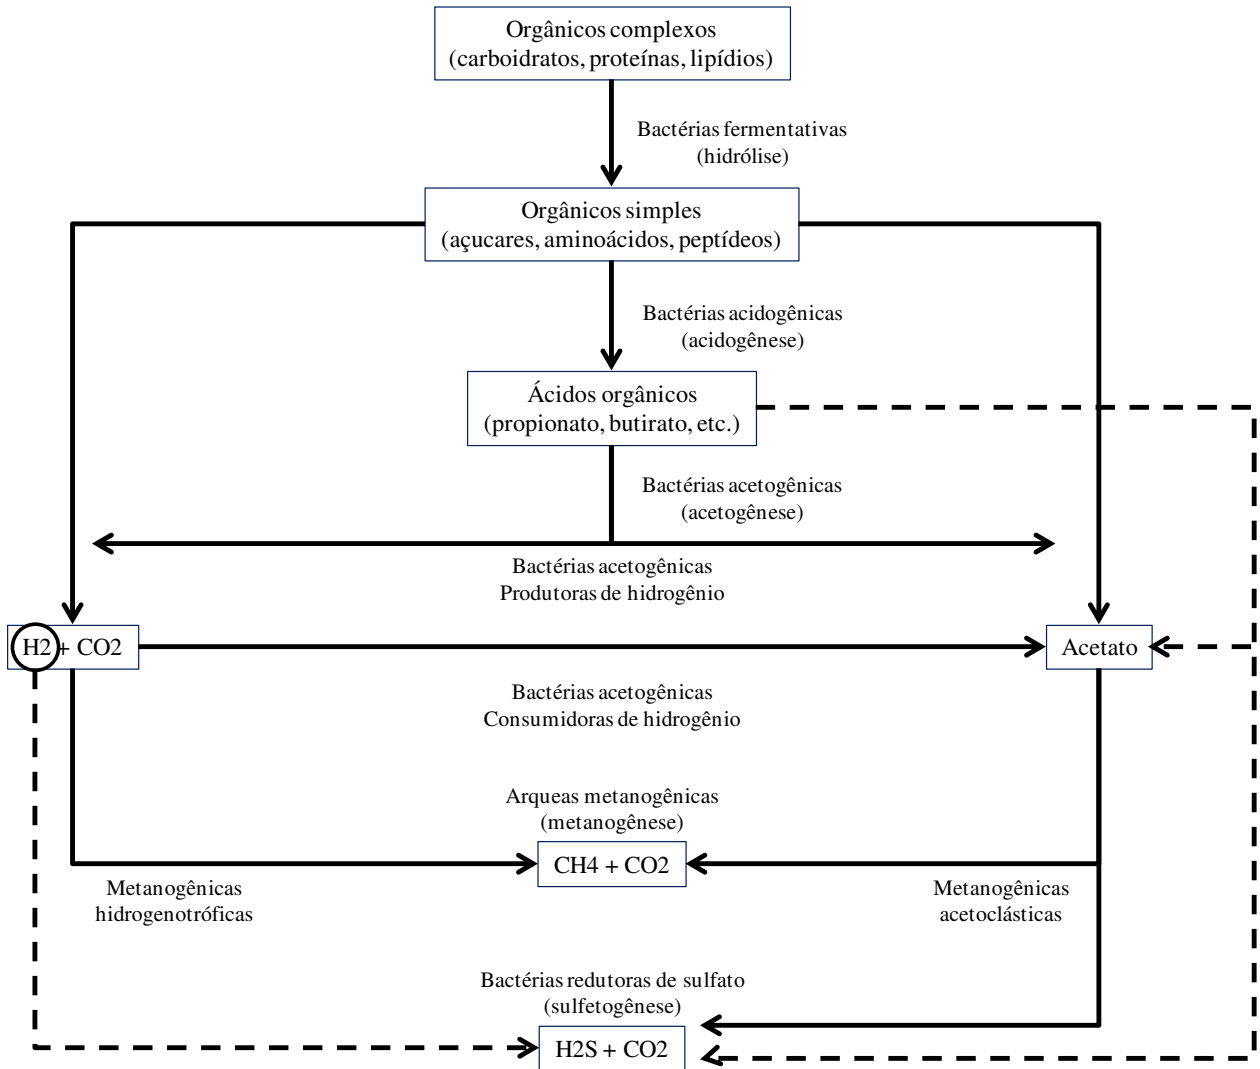 Orgânicos complexos
(carboidratos, proteínas, lipídios)
Bactérias fermentativas
(hidrólise)
Orgânicos simples
(açucares, aminoácidos, peptídeos)
Bactérias acidogênicas
(acidogênese)
Ácidos orgânicos
(propionato, butirato, etc.)
Bactérias acetogênicas
(acetogênese)
Bactérias acetogênicas
Produtoras de hidrogênio
H2 + CO2
Acetato
Bactérias acetogênicas
Consumidoras de hidrogênio
Arqueas metanogênicas
(metanogênese)
CH4 + CO2
Metanogênicas
hidrogenotróficas
Metanogênicas
acetoclásticas
Bactérias redutoras de sulfato
(sulfetogênese)
H2S + CO2